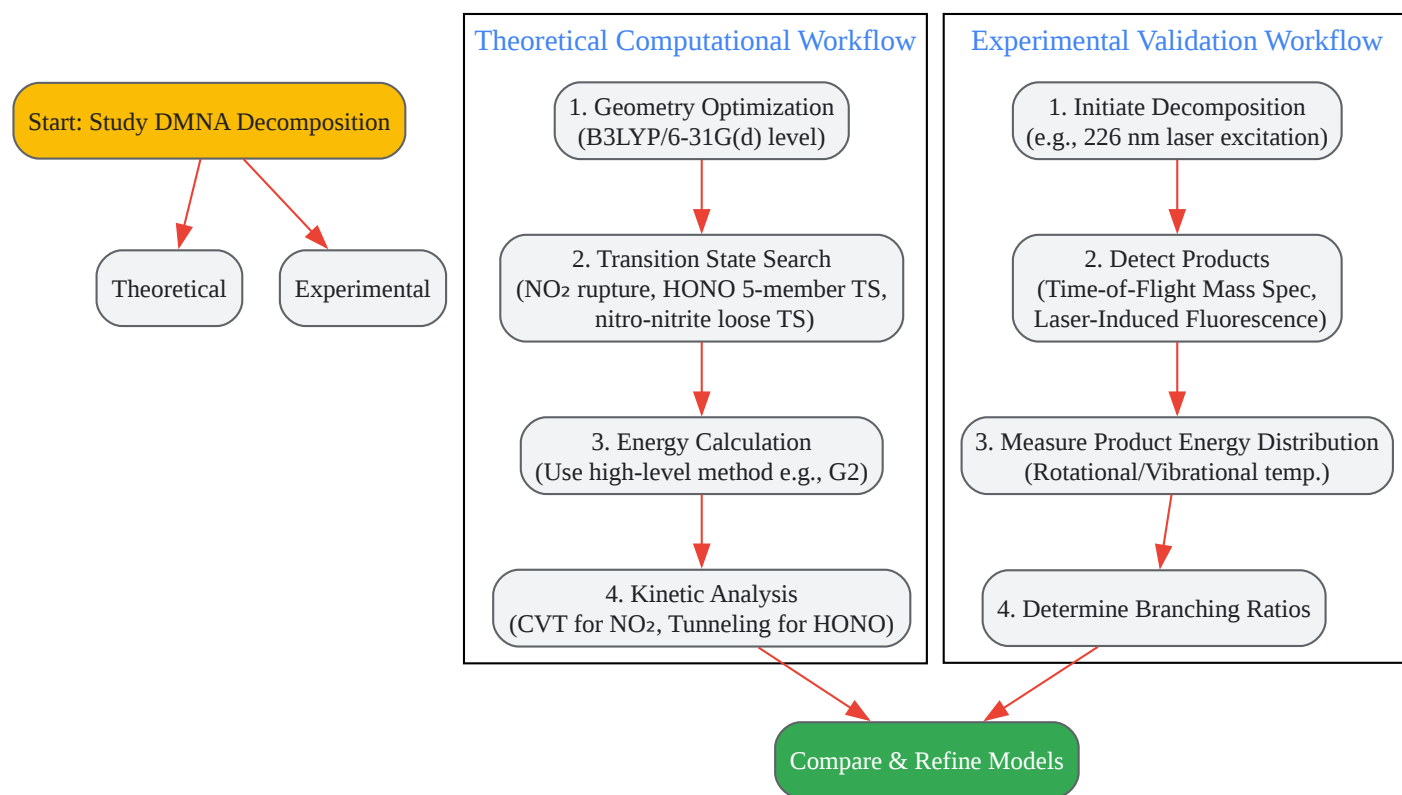 Start: Study DMNA Decomposition
Theoretical
Experimental
Theoretical Computational Workflow
1. Geometry Optimization
(B3LYP/6-31G(d) level)
2. Transition State Search
(NO₂ rupture, HONO 5-member TS,
nitro-nitrite loose TS)
3. Energy Calculation
(Use high-level method e.g., G2)
4. Kinetic Analysis
(CVT for NO₂, Tunneling for HONO)
Experimental Validation Workflow
1. Initiate Decomposition
(e.g., 226 nm laser excitation)
2. Detect Products
(Time-of-Flight Mass Spec,
Laser-Induced Fluorescence)
3. Measure Product Energy Distribution
(Rotational/Vibrational temp.)
4. Determine Branching Ratios
Compare & Refine Models